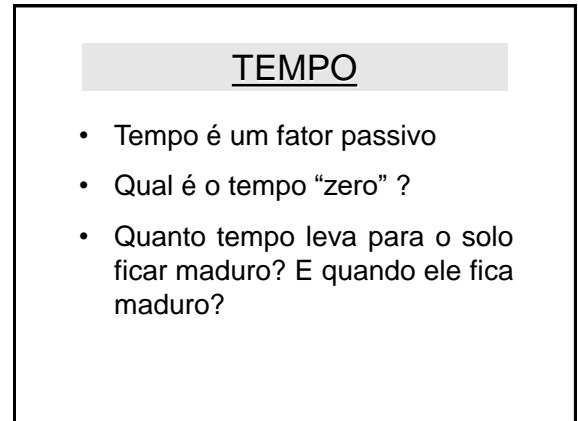 TEMPO
• Tempo é um fator passivo
• Qual é o tempo “zero” ?
• Quanto tempo leva para o solo
ficar maduro? E quando ele fica
maduro?